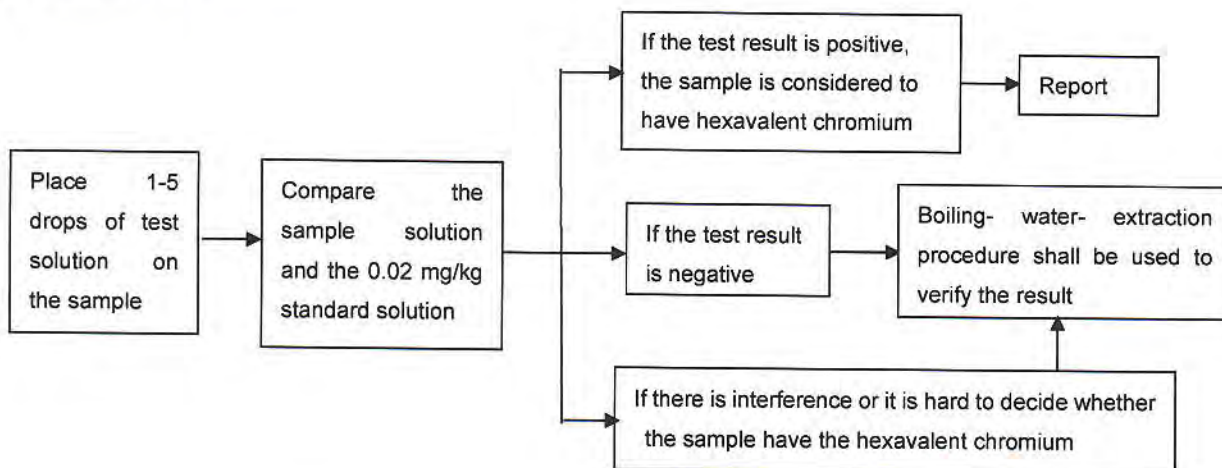 Place 1-5
drops of test
solution on
the sample
Compare the
sample solution
and the 0.02 mg/kg
standard solution
If the test result is positive,
the sample is considered to
have hexavalent chromium
Report
If the test result
is negative
Boiling- water- extraction
procedure shall be used to
verify the result
If there is interference or it is hard to decide whether
the sample have the hexavalent chromium